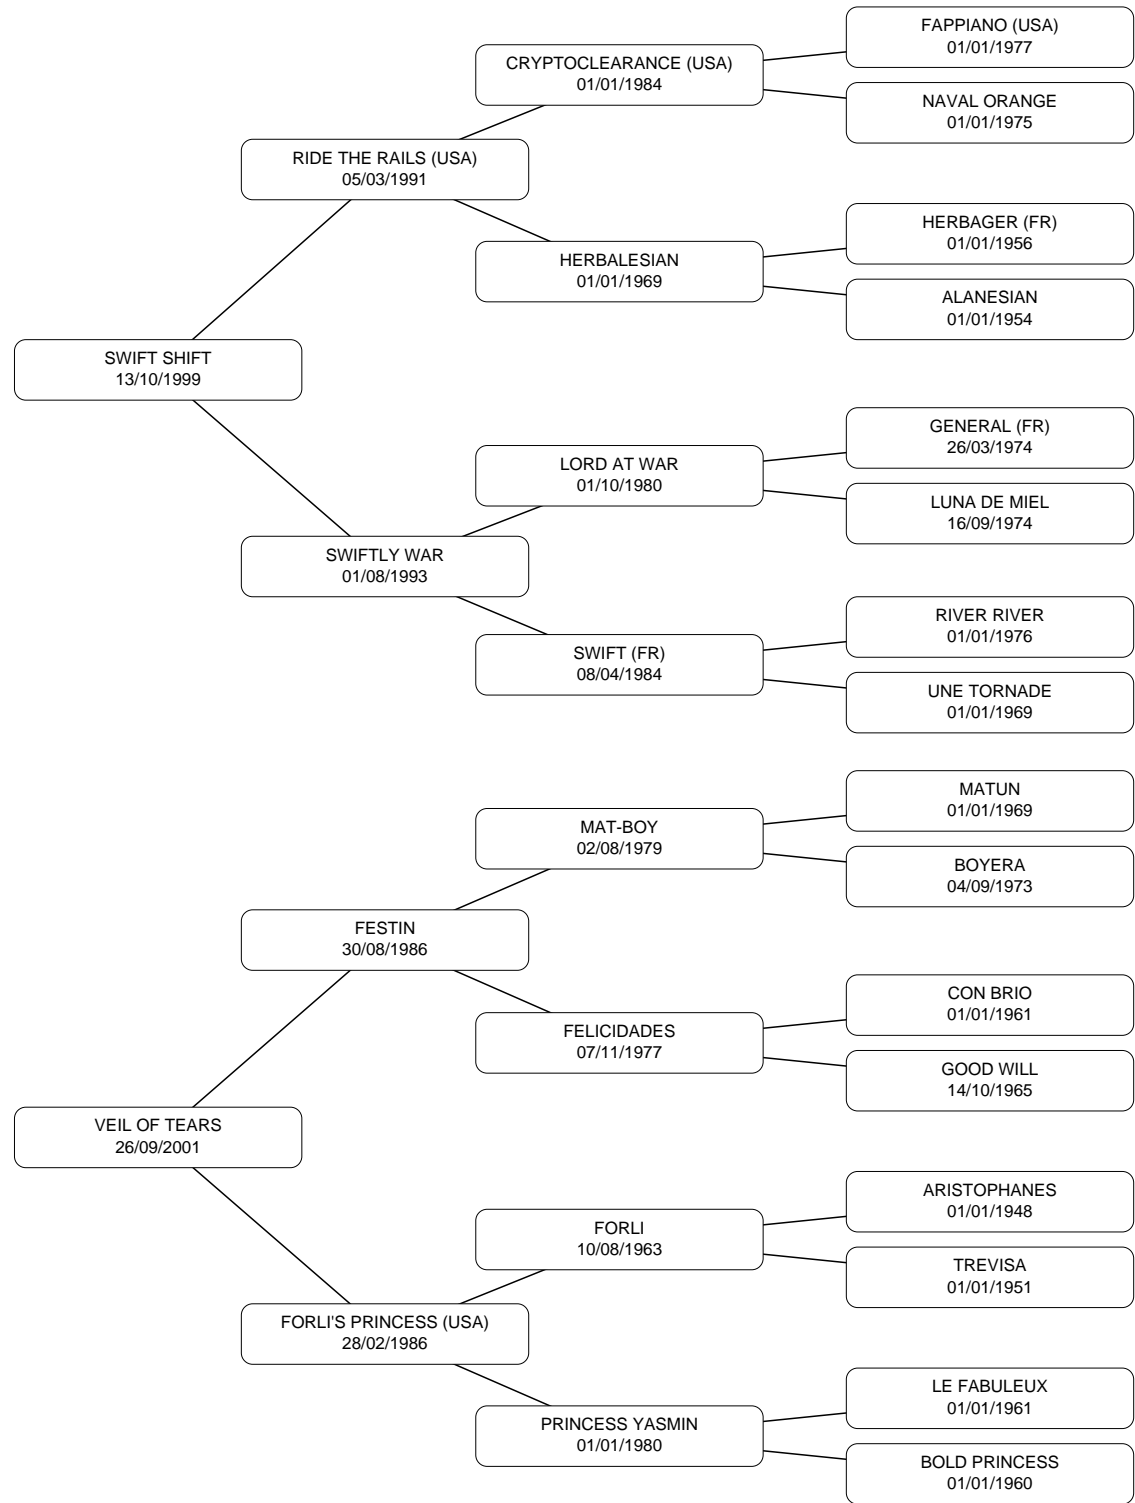 FAPPIANO (USA)
01/01/1977
CRYPTOCLEARANCE (USA)
01/01/1984
NAVAL ORANGE
01/01/1975
RIDE THE RAILS (USA)
05/03/1991
HERBAGER (FR)
01/01/1956
HERBALESIAN
01/01/1969
ALANESIAN
01/01/1954
SWIFT SHIFT
13/10/1999
GENERAL (FR)
26/03/1974
LORD AT WAR
01/10/1980
LUNA DE MIEL
16/09/1974
SWIFTLY WAR
01/08/1993
RIVER RIVER
01/01/1976
SWIFT (FR)
08/04/1984
UNE TORNADE
01/01/1969
MATUN
01/01/1969
MAT-BOY
02/08/1979
BOYERA
04/09/1973
FESTIN
30/08/1986
CON BRIO
01/01/1961
FELICIDADES
07/11/1977
GOOD WILL
14/10/1965
VEIL OF TEARS
26/09/2001
ARISTOPHANES
01/01/1948
FORLI
10/08/1963
TREVISA
01/01/1951
FORLI'S PRINCESS (USA)
28/02/1986
LE FABULEUX
01/01/1961
PRINCESS YASMIN
01/01/1980
BOLD PRINCESS
01/01/1960